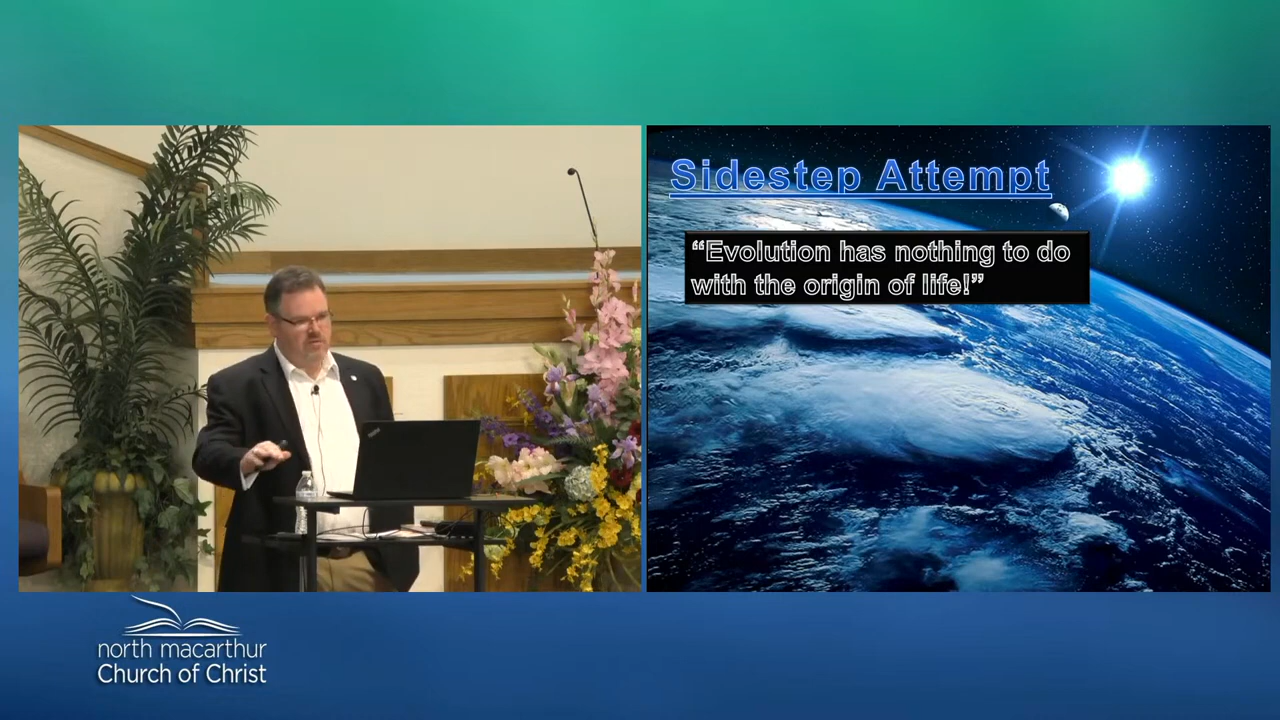 Sidestep Attempt
“Evolution has nothing to do
with the origin of life!”
north macarthur
Church of Christ